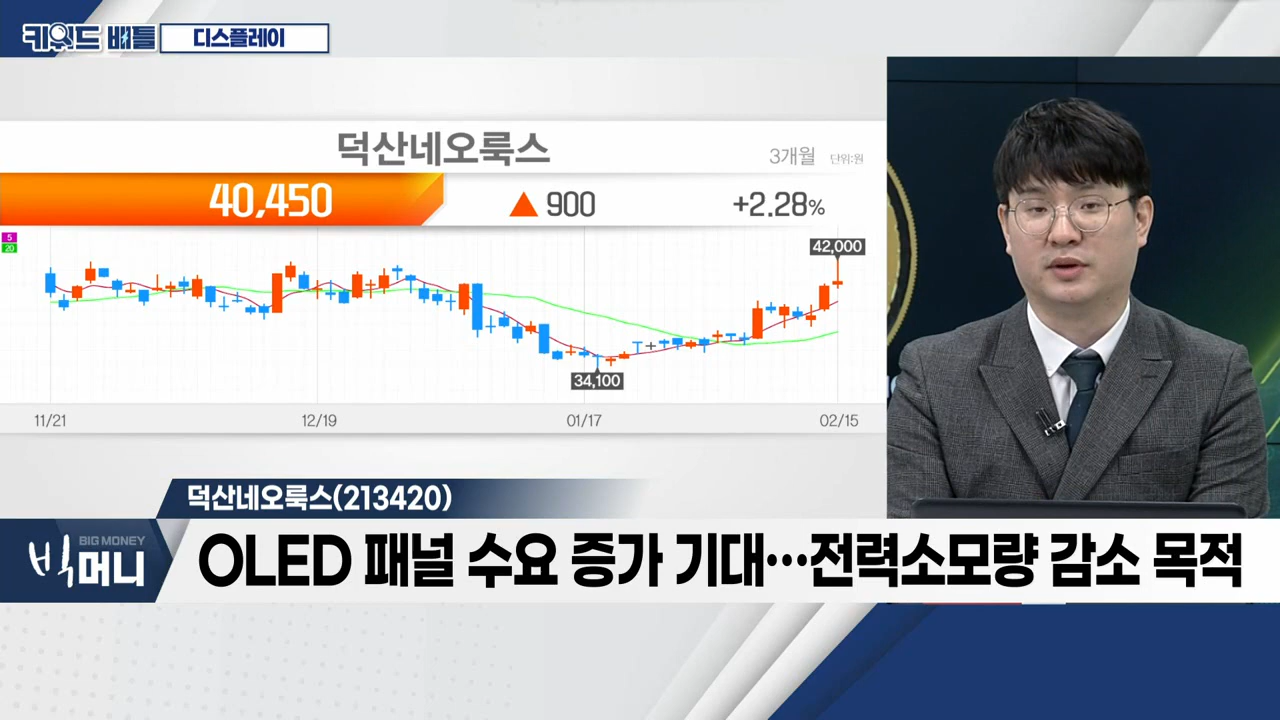 키워드 배틀
디스플레이
덕산네오룩스
3개월 단위:원
40,450 ▲ 900 +2.28%
5
20
42,000
34,100
11/21 12/19 01/17 02/15
덕산네오룩스(213420)
BIG MONEY
빅머니
OLED 패널 수요 증가 기대…전력소모량 감소 목적